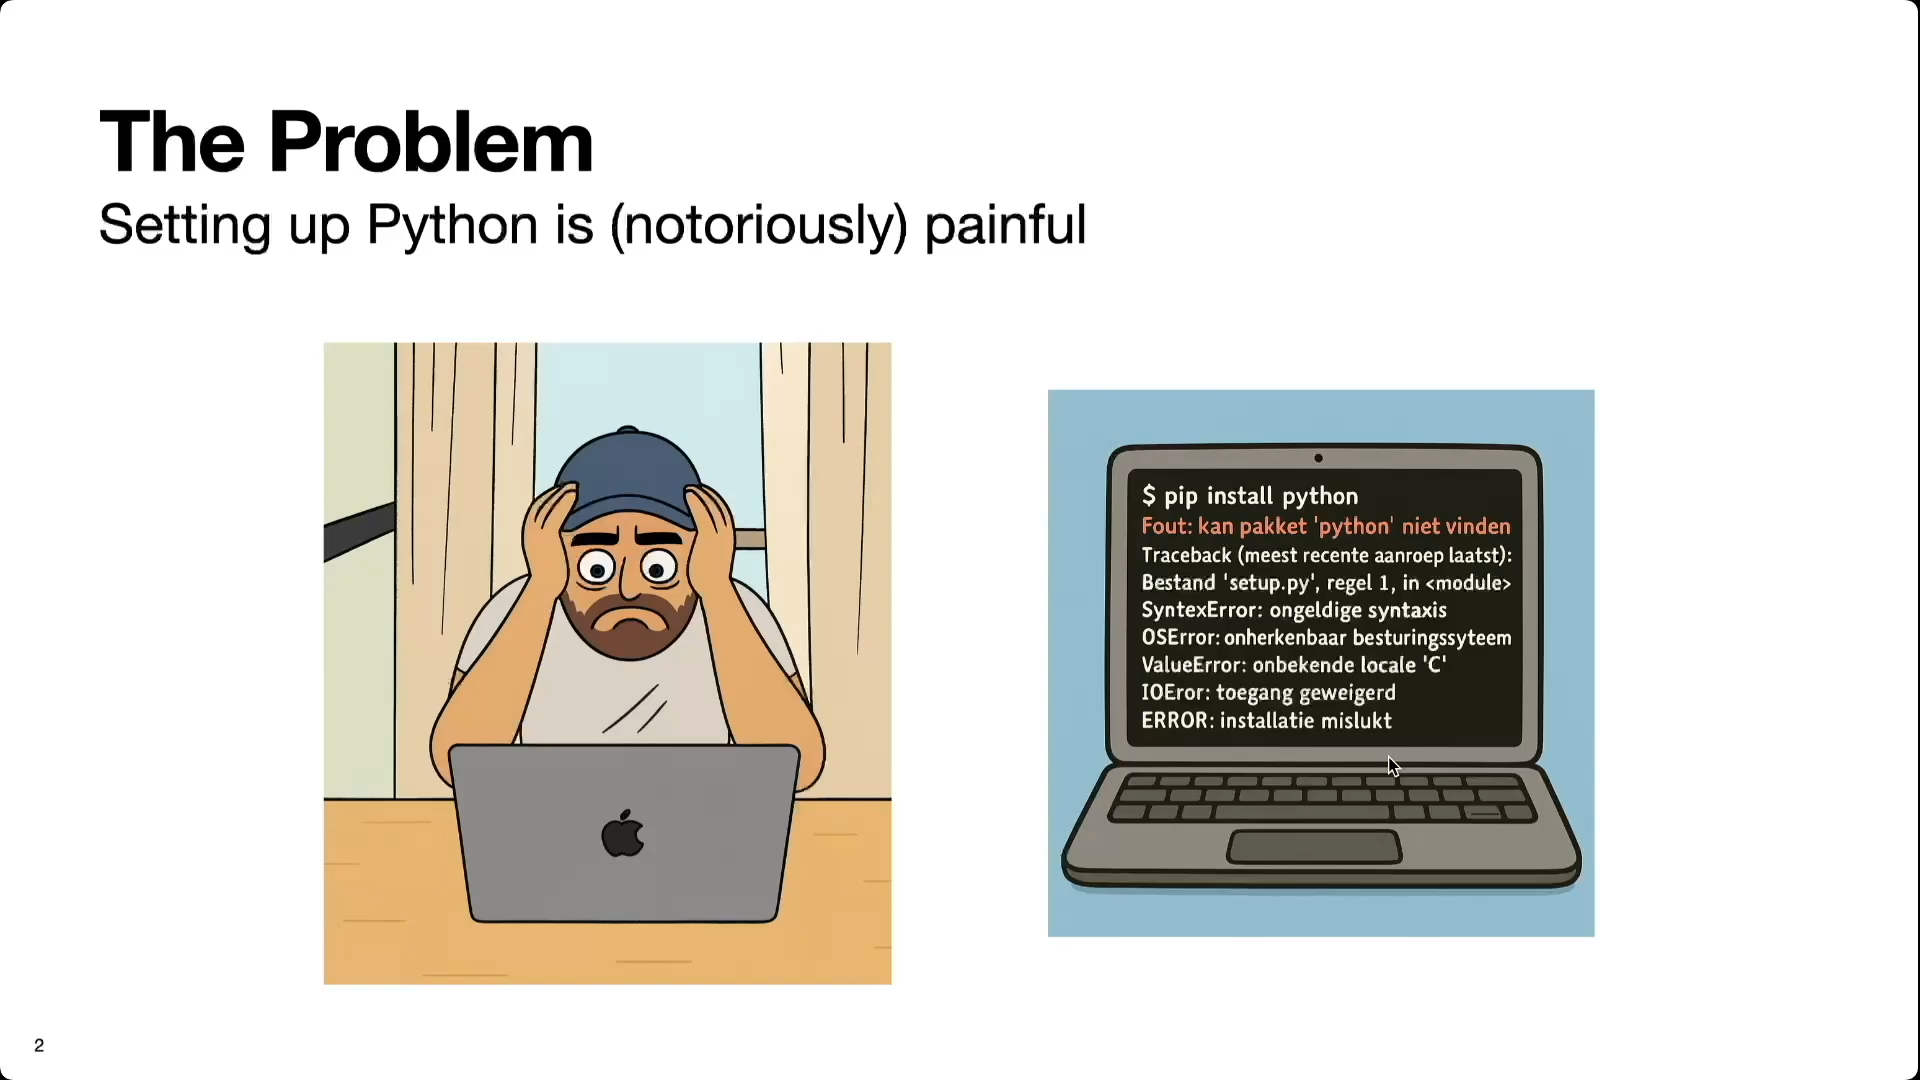 The Problem
Setting up Python is (notoriously) painful
$ pip install python
Fout: kan pakket 'python' niet vinden
Traceback (meest recente aanroep laatst):
Bestand 'setup.py', regel 1, in <module>
SyntexError: ongeldige syntaxis
OSError: onherkenbaar besturingssyteem
ValueError: onbekende locale 'C'
IOEror: toegang geweigerd
ERROR: installatie mislukt
2